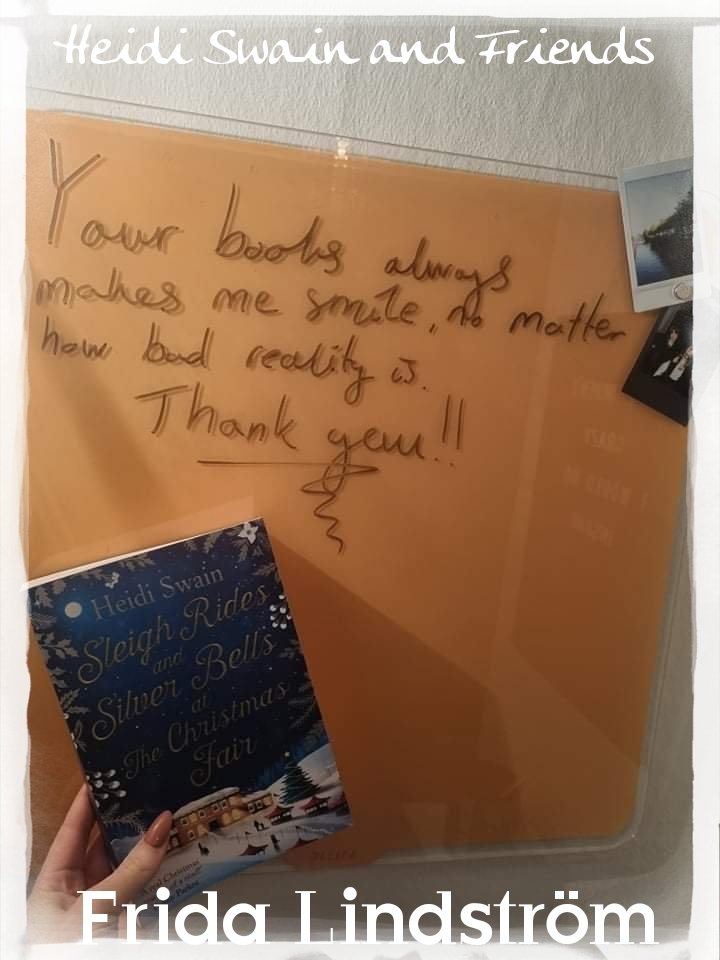 Heidi Swain and Friends
Your books always
makes me smile, no matter
how bad reality is.
Thank you!!
Heidi Swain
Sleigh Rides
and
Silver Bells
at
The Christmas
Fair
Christmas
Frida Lindström